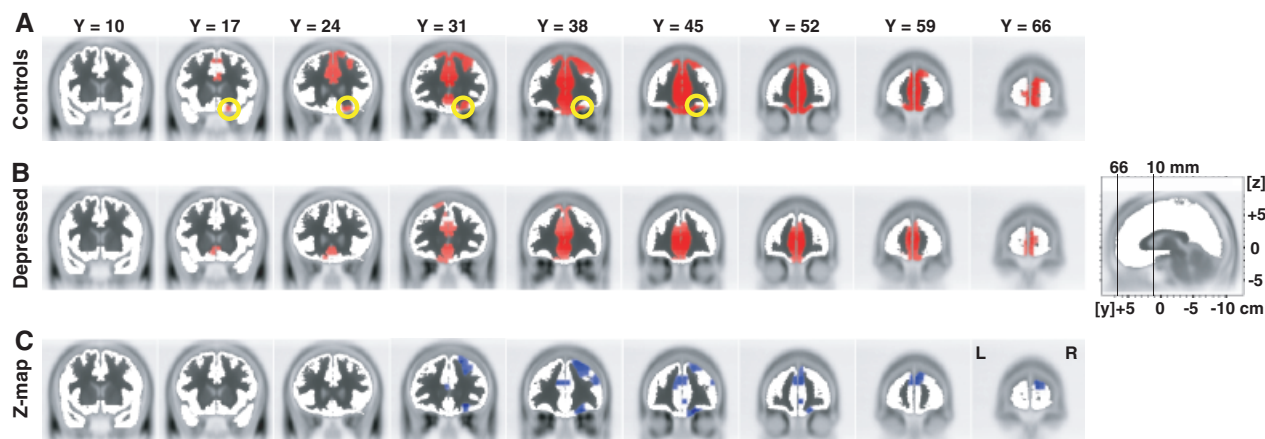 A
Controls
Y = 10 Y = 17 Y = 24 Y = 31 Y = 38 Y = 45 Y = 52 Y = 59 Y = 66
B
Depressed
66 10 mm
[z]
+5
0
-5
[y]+5 0 -5 -10 cm
C
Z-map
L R